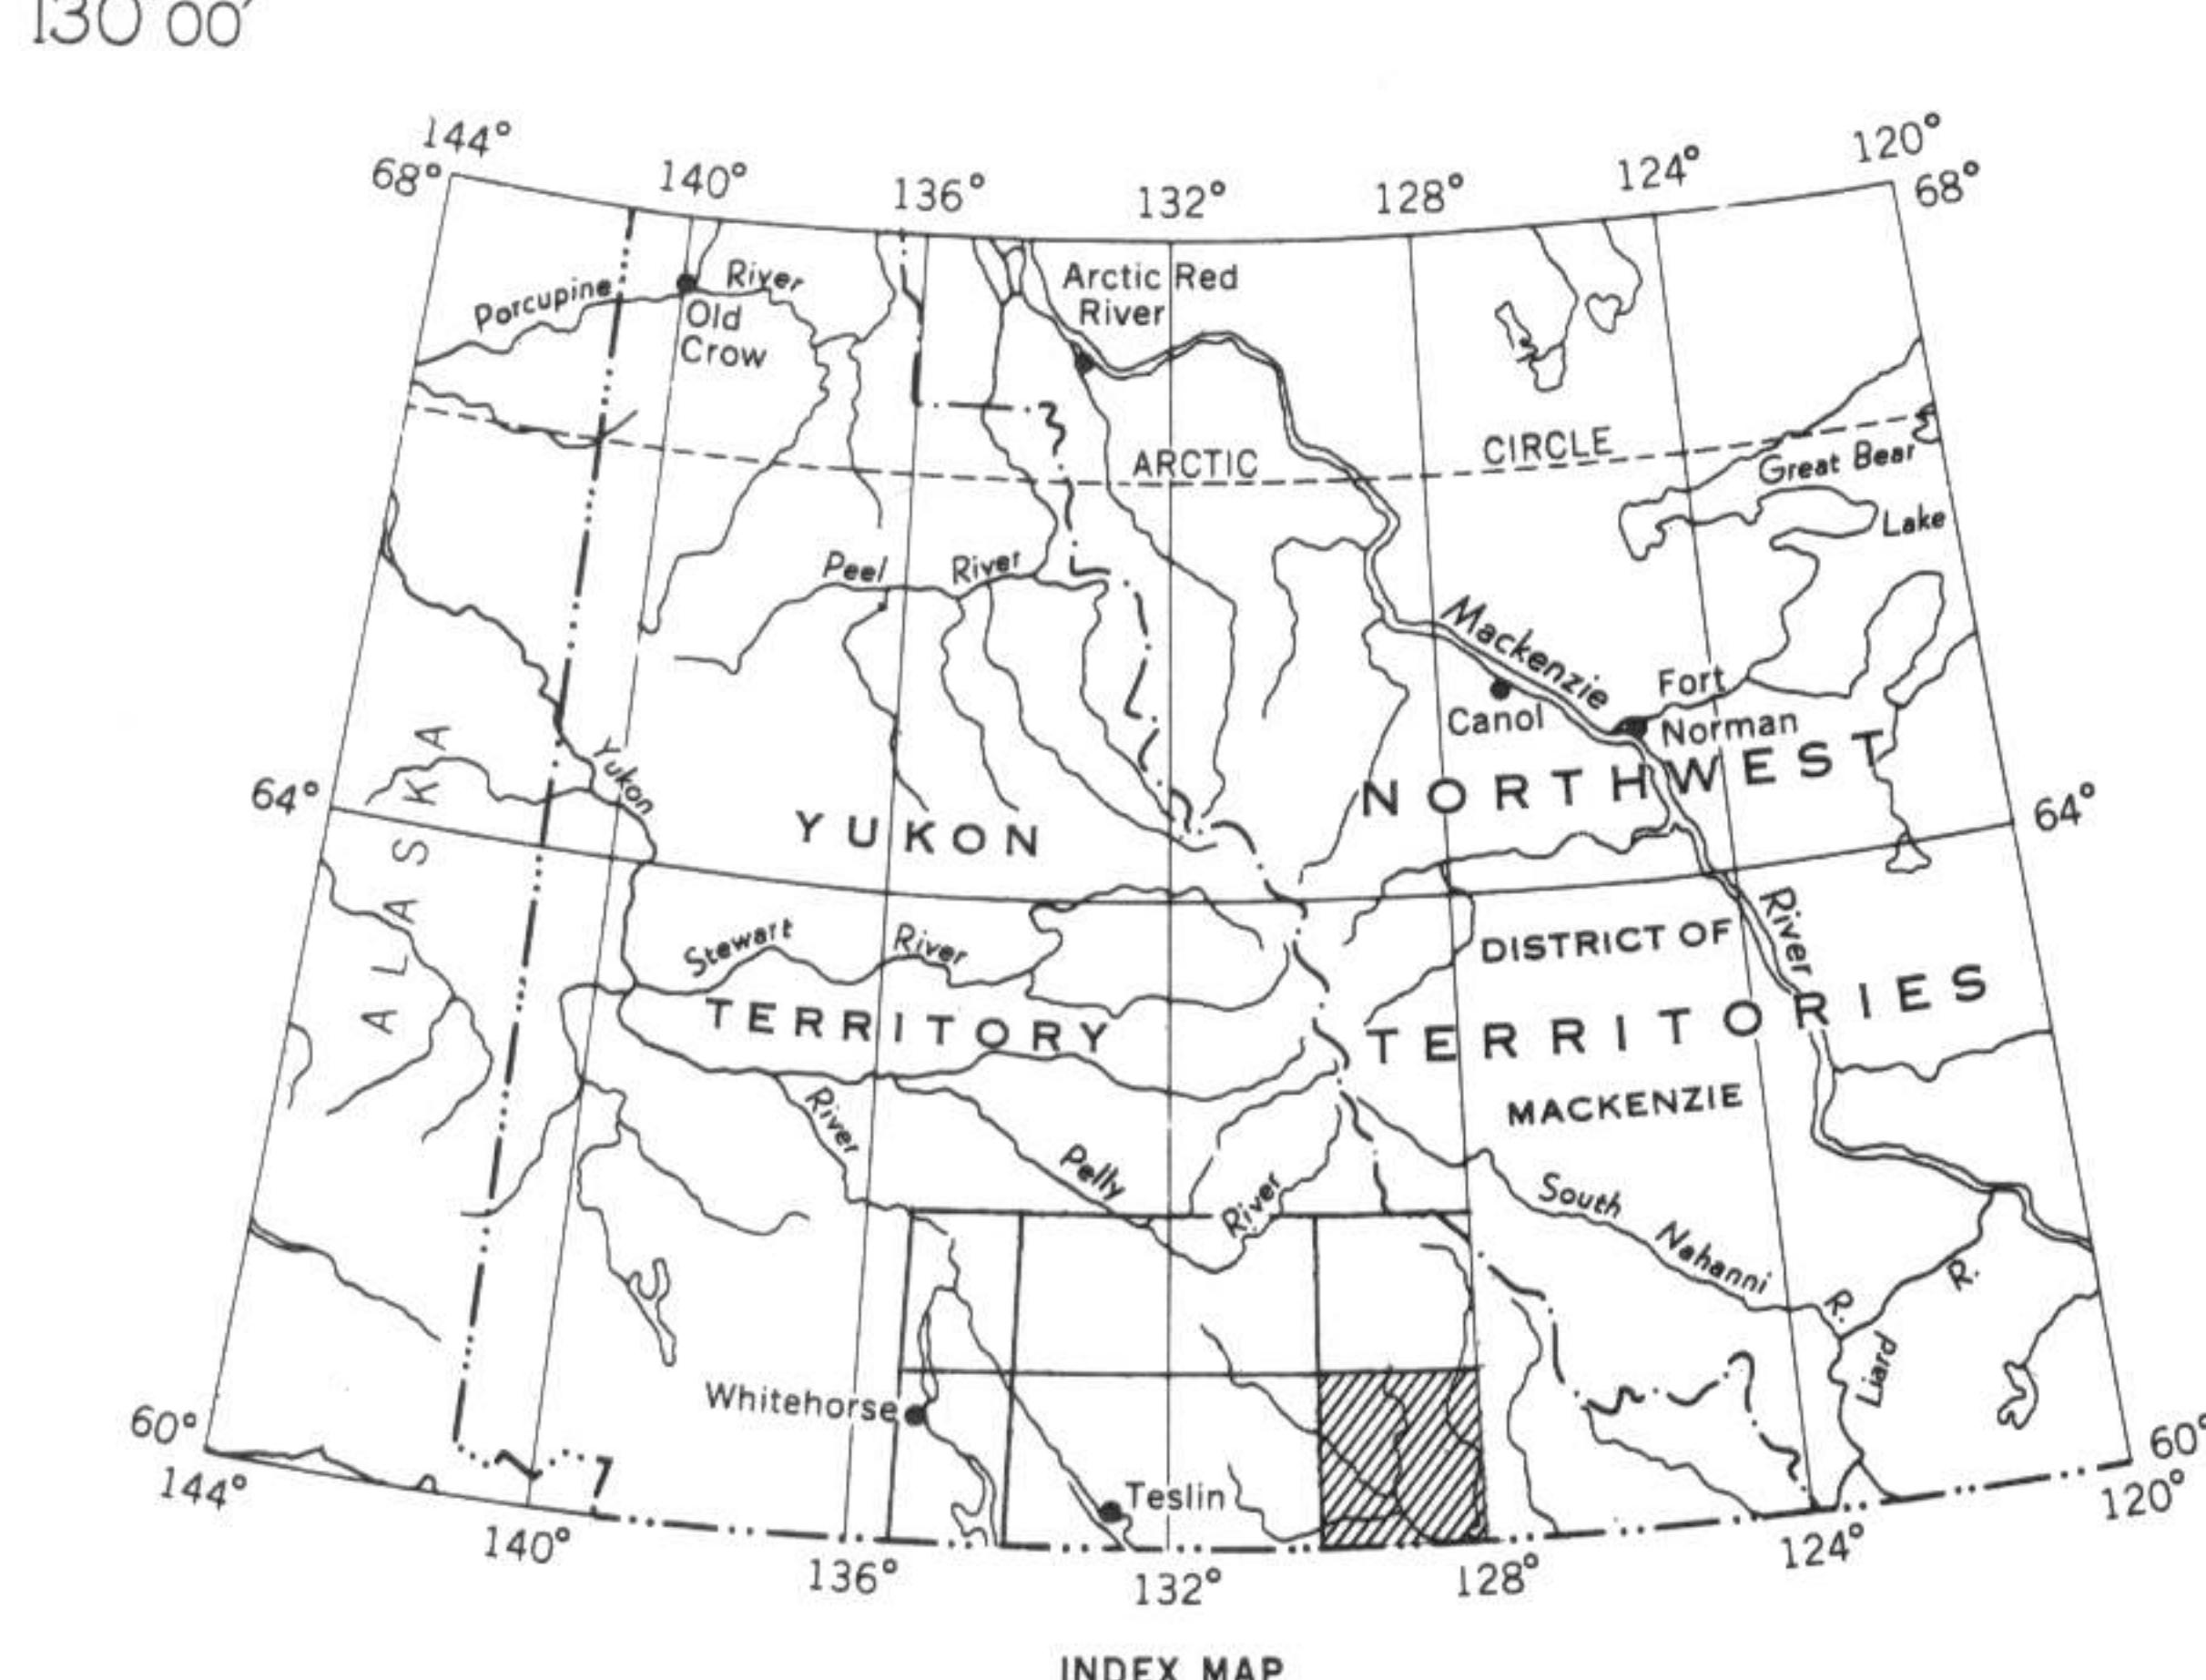 130 00′
144°
68°
140°
136°
132°
128°
124°
120°
68°
Porcupine River
Old
Crow
Arctic Red
River
ARCTIC CIRCLE
Great Bear
Lake
Peel River
Mackenzie
Fort
Canol
Norman
ALASKA
Yukon
64°
YUKON
NORTHWEST
64°
Stewart River
DISTRICT OF
River
TERRITORY
TERRITORIES
MACKENZIE
River
Pelly
River
South Nahanni R.
R.
Liard
Whitehorse
Teslin
60°
144°
140°
136°
132°
128°
124°
60°
120°
INDEX MAP